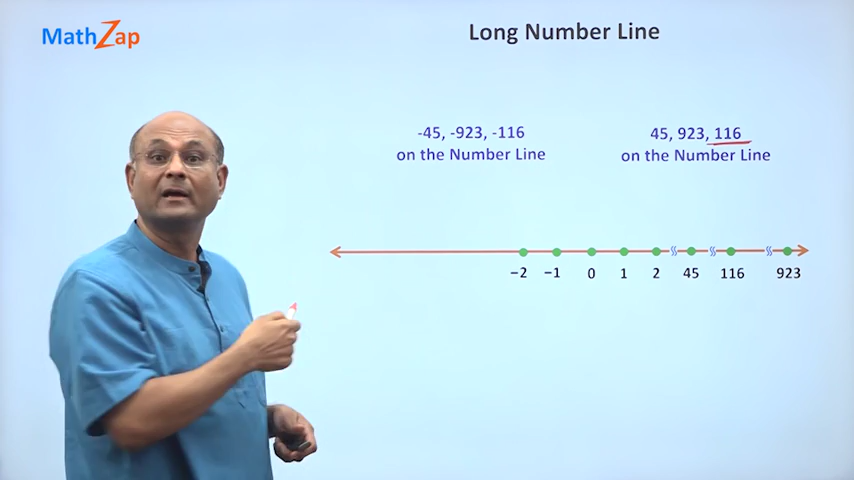 MathZap
Long Number Line
-45, -923, -116
on the Number Line
45, 923, 116
on the Number Line
−2 −1 0 1 2 45 116 923